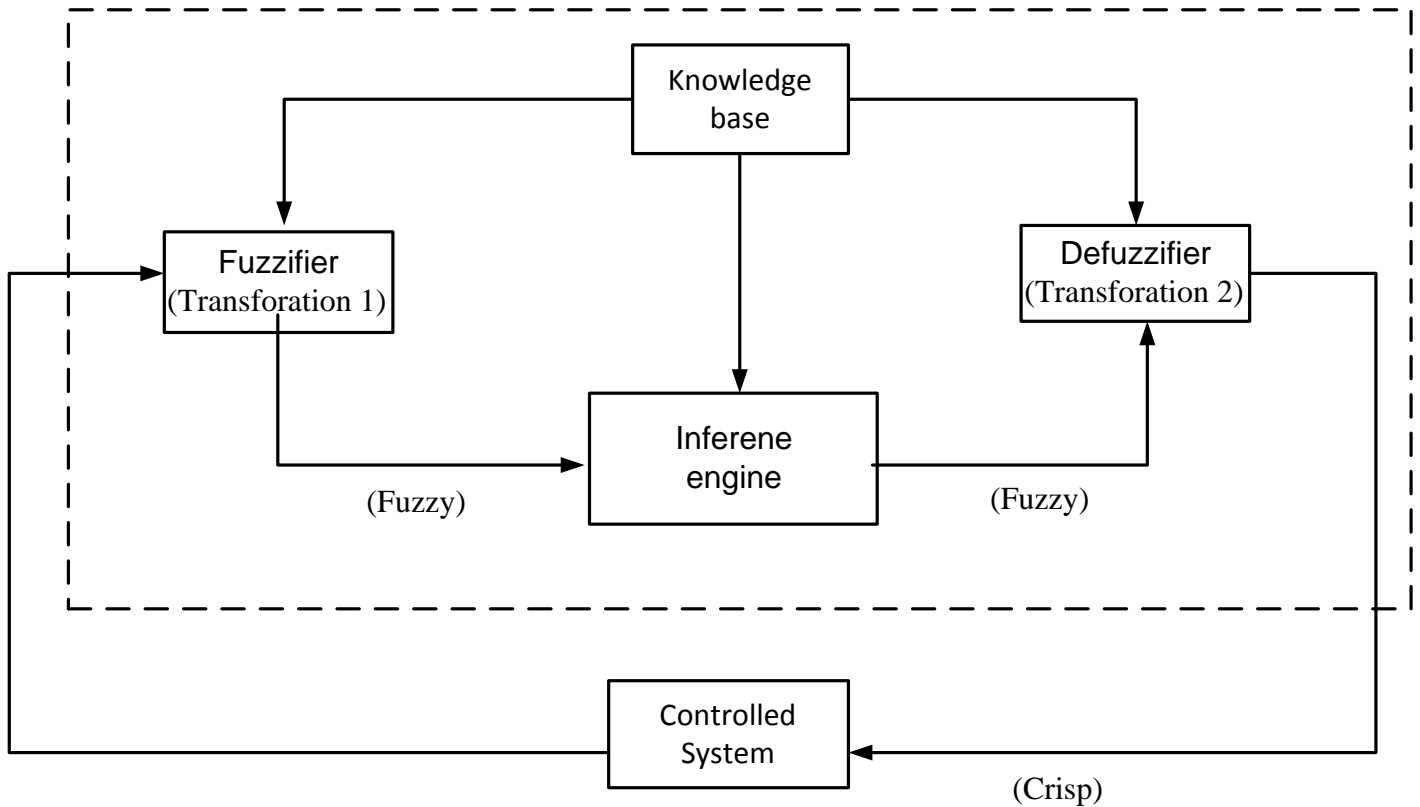 Knowledge
base
Fuzzifier
(Transforation 1)
Defuzzifier
(Transforation 2)
Inferene
engine
(Fuzzy)
(Fuzzy)
Controlled
System
(Crisp)